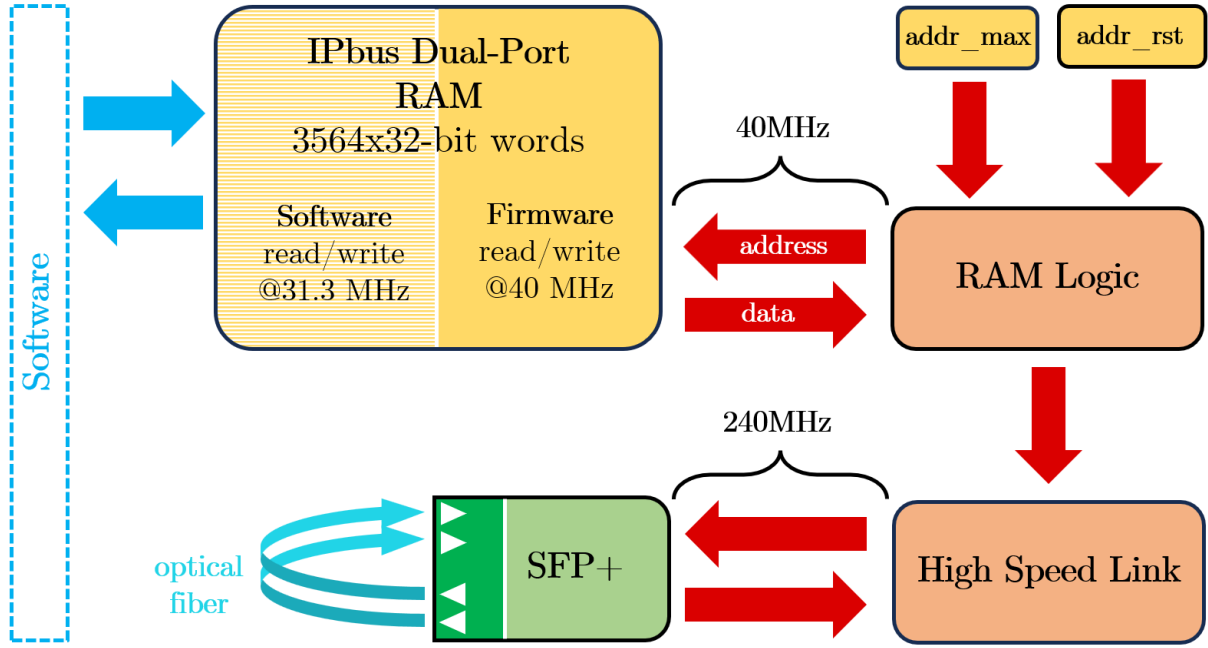 IPbus Dual-Port
RAM
3564x32-bit words
Software
read/write
@31.3 MHz
Firmware
read/write
@40 MHz
addr_max
addr_rst
40MHz
address
data
RAM Logic
Software
240MHz
optical
fiber
SFP+
High Speed Link